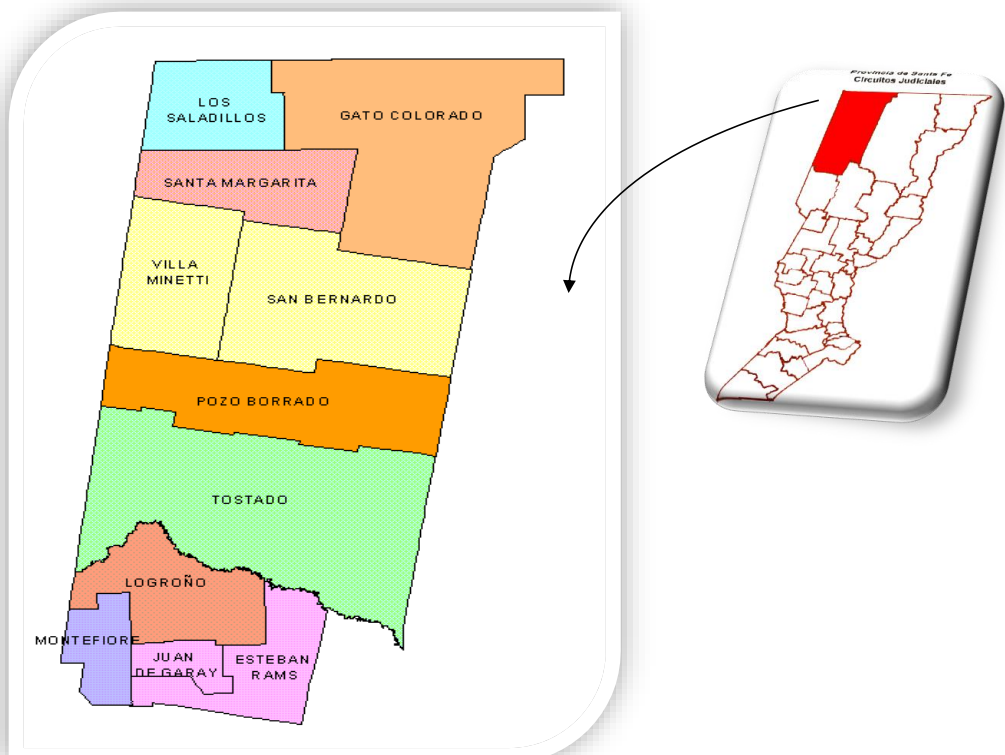 LOS
SALADILLOS
GATO COLORADO
SANTA MARGARITA
VILLA
MINETTI
SAN BERNARDO
POZO BORRADO
TOSTADO
LOGROÑO
MONTEFIORE
JUAN
DE GARAY
ESTEBAN
RAMS
Provincia de Santa Fe
Circuitos Judiciales